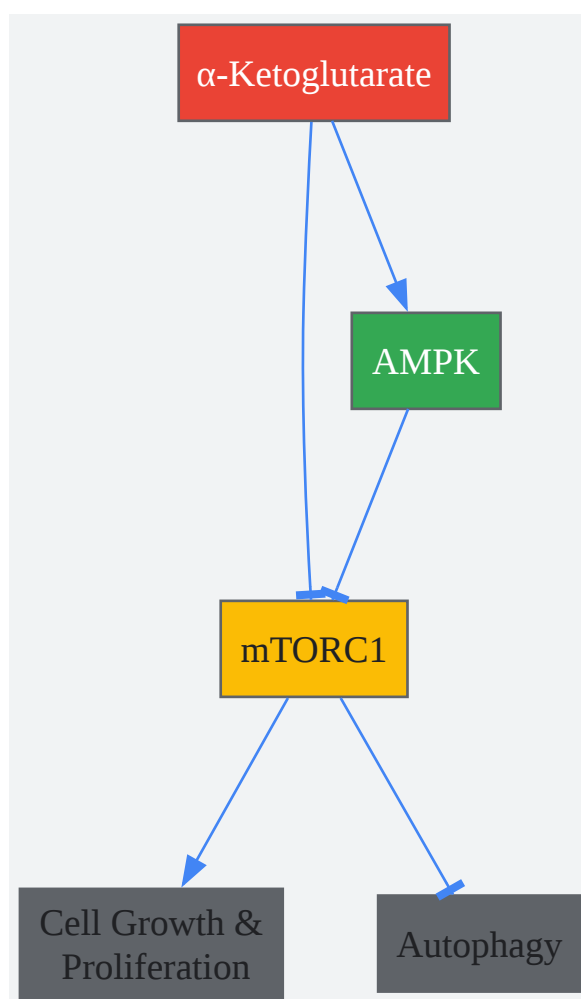 α-Ketoglutarate
AMPK
mTORC1
Cell Growth &
Proliferation
Autophagy